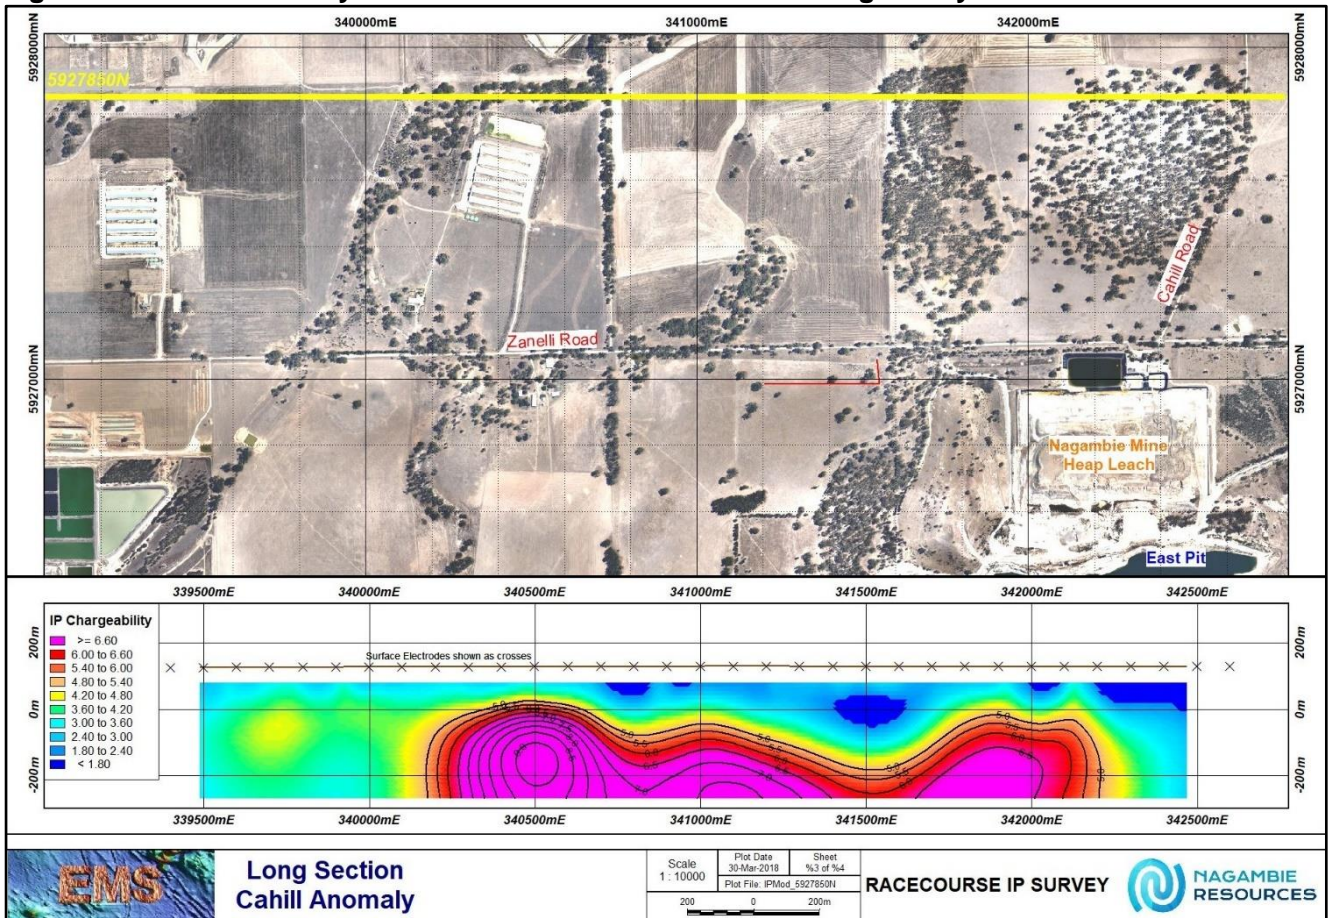 340000mE 341000mE 342000mE
5928000mN
5928000mN
5927850N
Cahill Road
Zanelli Road
5927000mN
5927000mN
Nagambie Mine
Heap Leach
East Pit
339500mE 340000mE 340500mE 341000mE 341500mE 342000mE 342500mE
IP Chargeability
>= 6.60
6.00 to 6.60
5.40 to 6.00
4.80 to 5.40
4.20 to 4.80
3.60 to 4.20
3.00 to 3.60
2.40 to 3.00
1.80 to 2.40
< 1.80
200m
0m
-200m
Surface Electrodes shown as crosses
200m
0m
-200m
339500mE 340000mE 340500mE 341000mE 341500mE 342000mE 342500mE
EMS
Long Section
Cahill Anomaly
Scale
1 : 10000
Plot Date
30-Mar-2018
Sheet
%3 of %4
Plot File: IPMod_5927850N
200 0 200m
RACECOURSE IP SURVEY
NAGAMBIE
RESOURCES